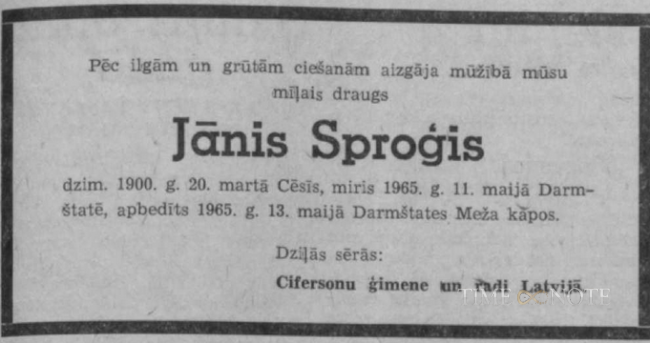 Pēc ilgām un grūtām ciešanām aizgāja mūžībā mūsu
mīļais draugs
Jānis Sproģis
dzim. 1900. g. 20. martā Cēsīs, miris 1965. g. 11. maijā Darm-
štatē, apbedīts 1965. g. 13. maijā Darmštates Meža kāpos.
Dziļās sērās:
Cifersonu ģimene un radi Latvijā.
TIMENOTE